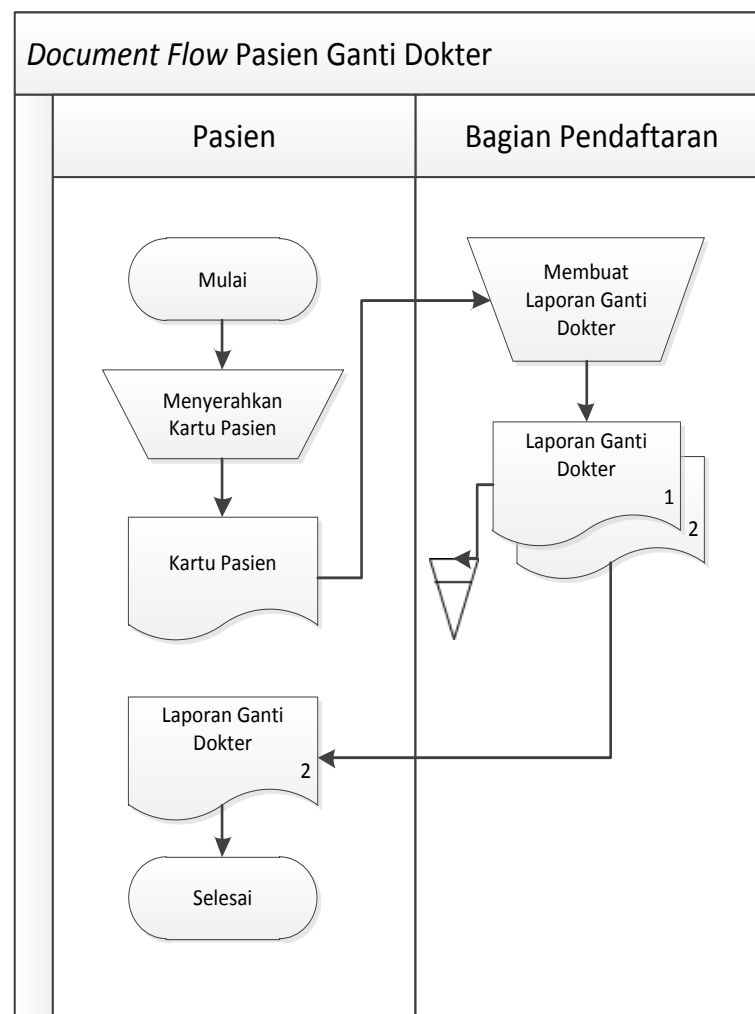 Document Flow Pasien Ganti Dokter
Pasien
Bagian Pendaftaran
Mulai
Membuat
Laporan Ganti
Dokter
Menyerahkan
Kartu Pasien
Laporan Ganti
Dokter
1
2
Kartu Pasien
Laporan Ganti
Dokter
2
Selesai